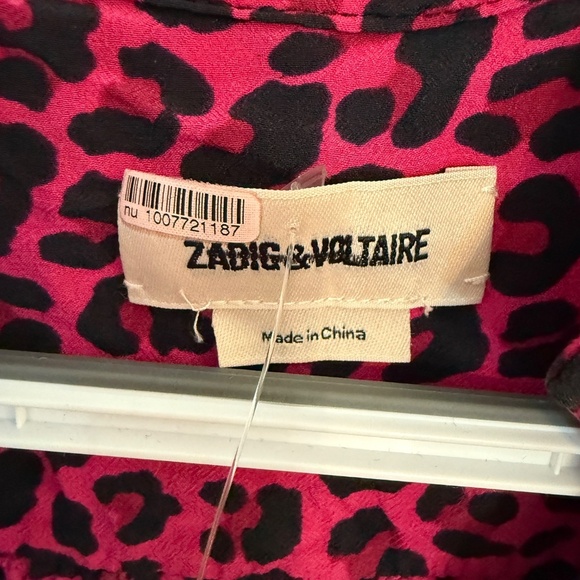 nu 1007721187
ZADIG&VOLTAIRE
Made in China